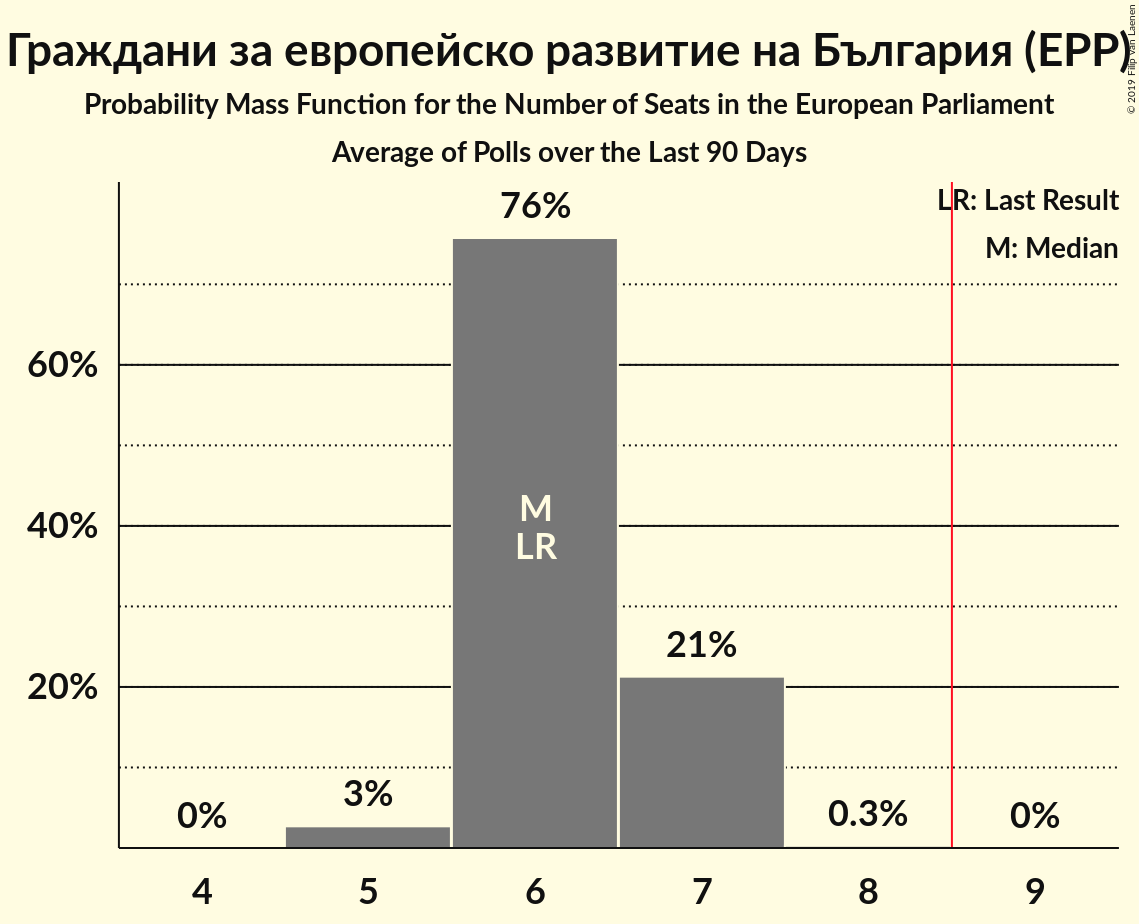 Граждани за европейско развитие на България (EPP)
Probability Mass Function for the Number of Seats in the European Parliament
Average of Polls over the Last 90 Days
© 2019 Filip van Laenen
LR: Last Result
M: Median
76%
60%
M
40%
LR
21%
20%
3%
0%
0.3%
0%
4 5 6 7 8 9